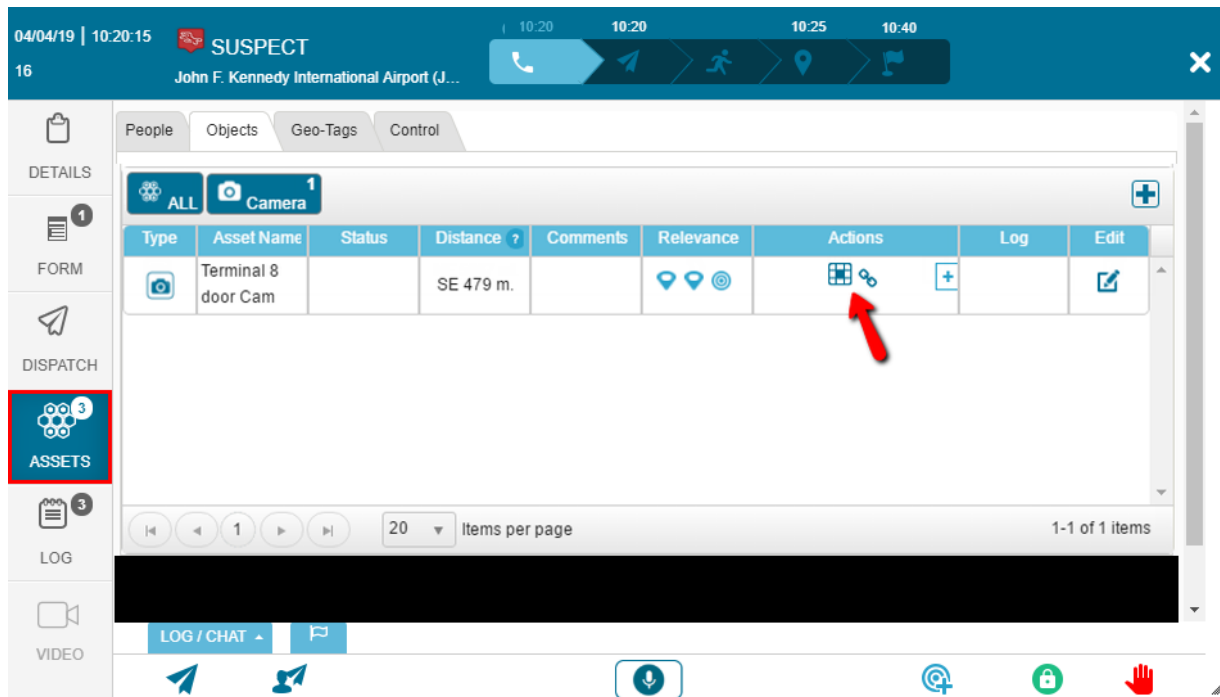 04/04/19 | 10:20:15
16
SUSPECT
John F. Kennedy International Airport (J...
10:20
10:20
10:25
10:40
DETAILS
1
FORM
DISPATCH
3
ASSETS
3
LOG
VIDEO
People
Objects
Geo-Tags
Control
ALL
Camera
1
Type
Asset Name
Status
Distance ?
Comments
Relevance
Actions
Log
Edit
Terminal 8
door Cam
SE 479 m.
1
20
Items per page
1-1 of 1 items
LOG / CHAT